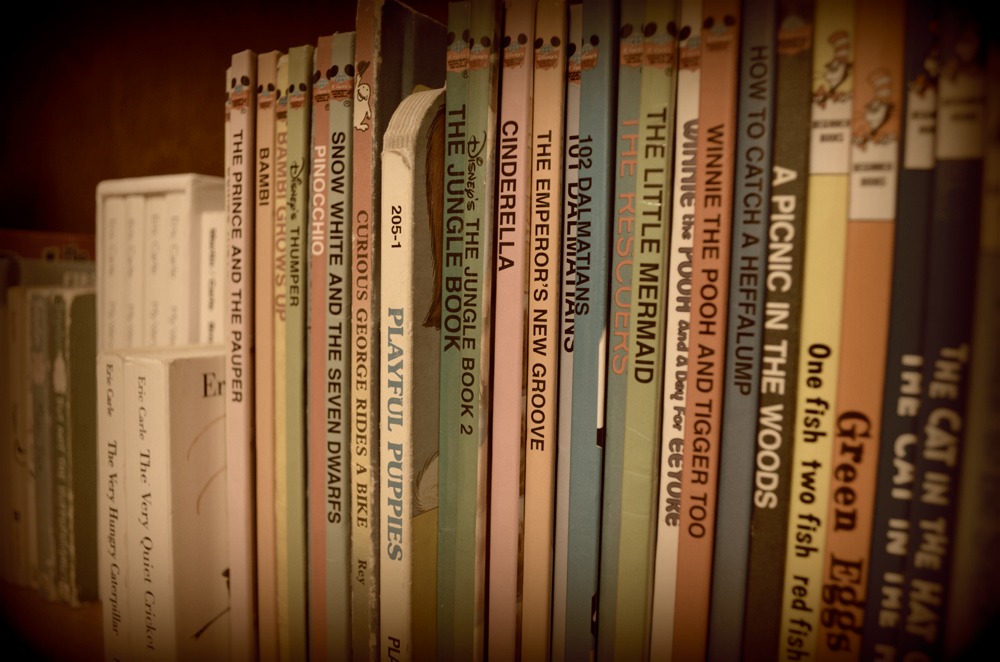 Eric Carle The Very Hungry Caterpillar
Eric Carle The Very Quiet Cricket
Er
THE PRINCE AND THE PAUPER
BAMBI
BAMBI GROWS UP
DISNEY'S THUMPER
PINOCCHIO
SNOW WHITE AND THE SEVEN DWARFS
CURIOUS GEORGE RIDES A BIKE Rey
205-1 PLAYFUL PUPPIES PLA
THE JUNGLE BOOK
DISNEY'S THE JUNGLE BOOK 2
CINDERELLA
THE EMPEROR'S NEW GROOVE
101 DALMATIANS
102 DALMATIANS
THE RESCUERS
THE LITTLE MERMAID
WINNIE the POOH and A Day For EEYORE
WINNIE THE POOH AND TIGGER TOO
HOW TO CATCH A HEFFALUMP
A PICNIC IN THE WOODS
One fish two fish red fish
Green Eggs
THE CAT IN THE
THE CAT IN THE HAT